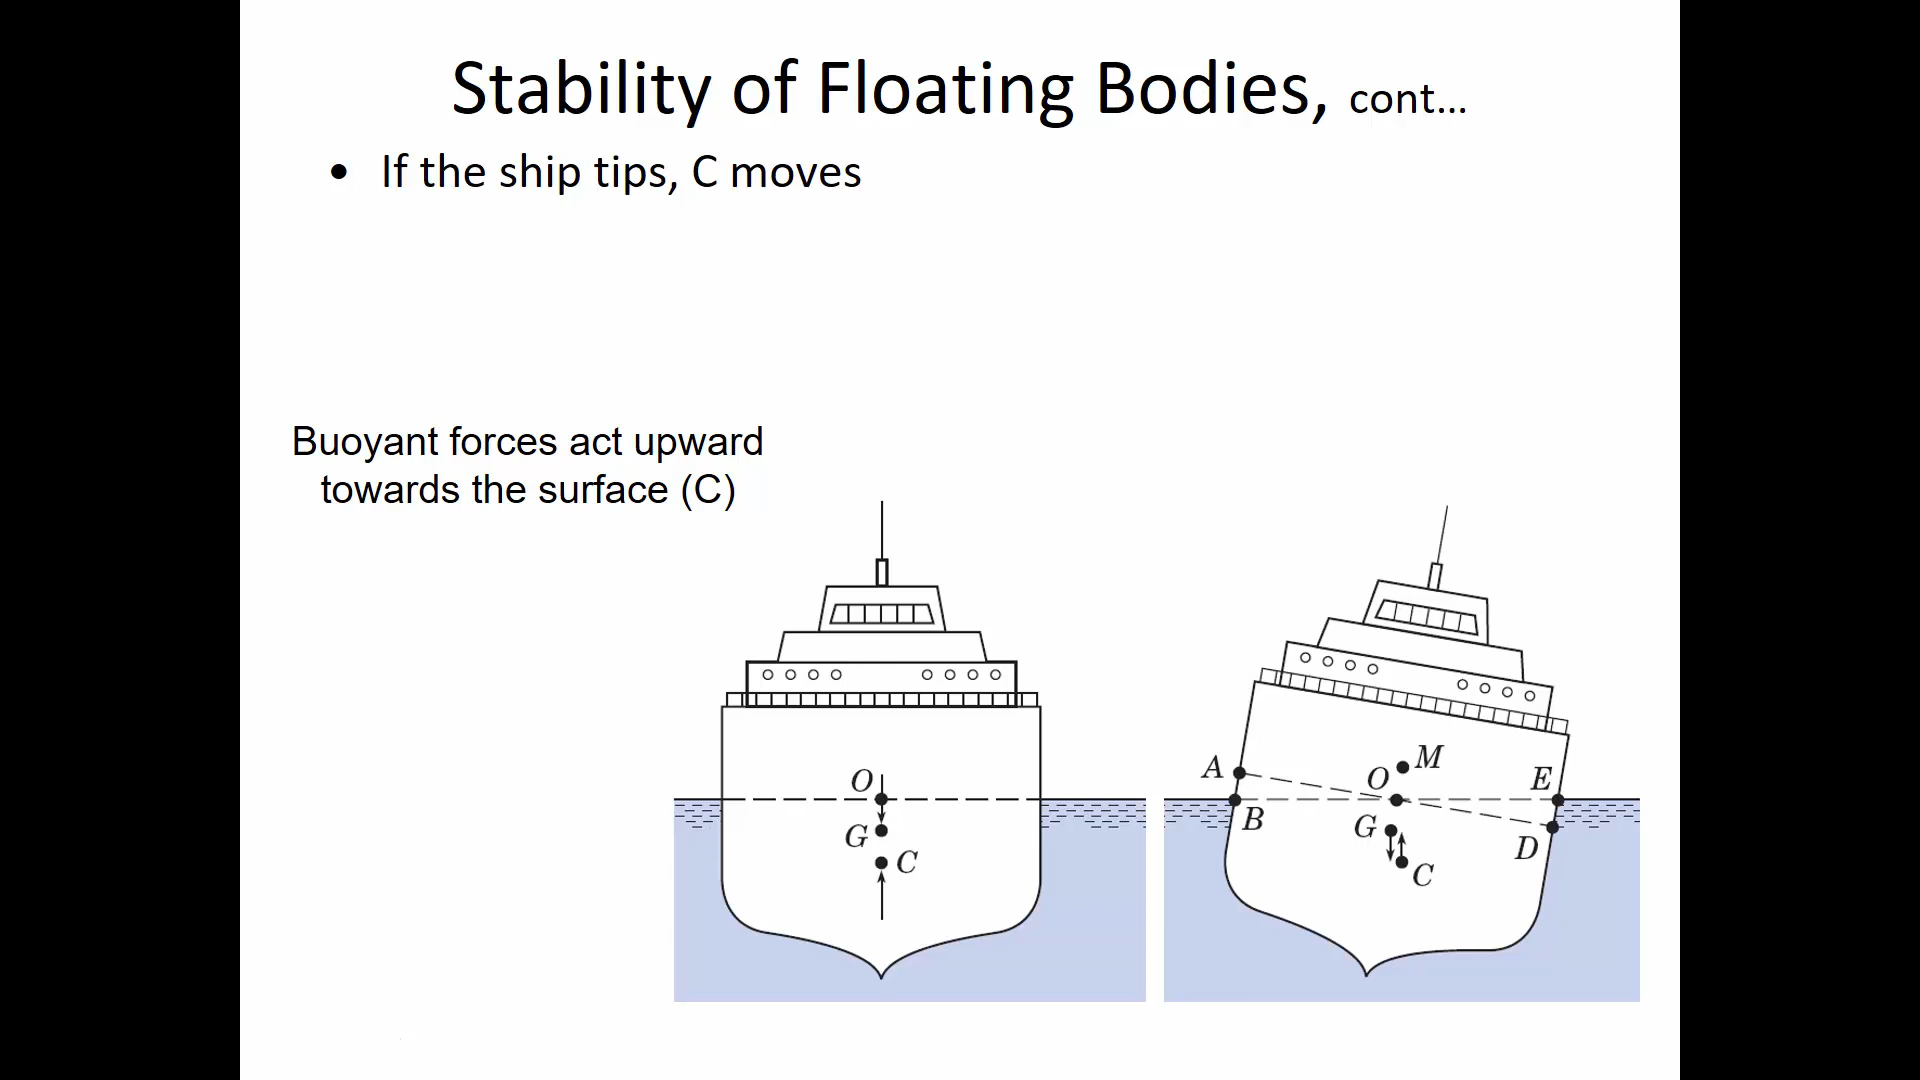 Stability of Floating Bodies, cont...
• If the ship tips, C moves
Buoyant forces act upward
towards the surface (C)
O
G
C
A
B
M
O
G
C
E
D